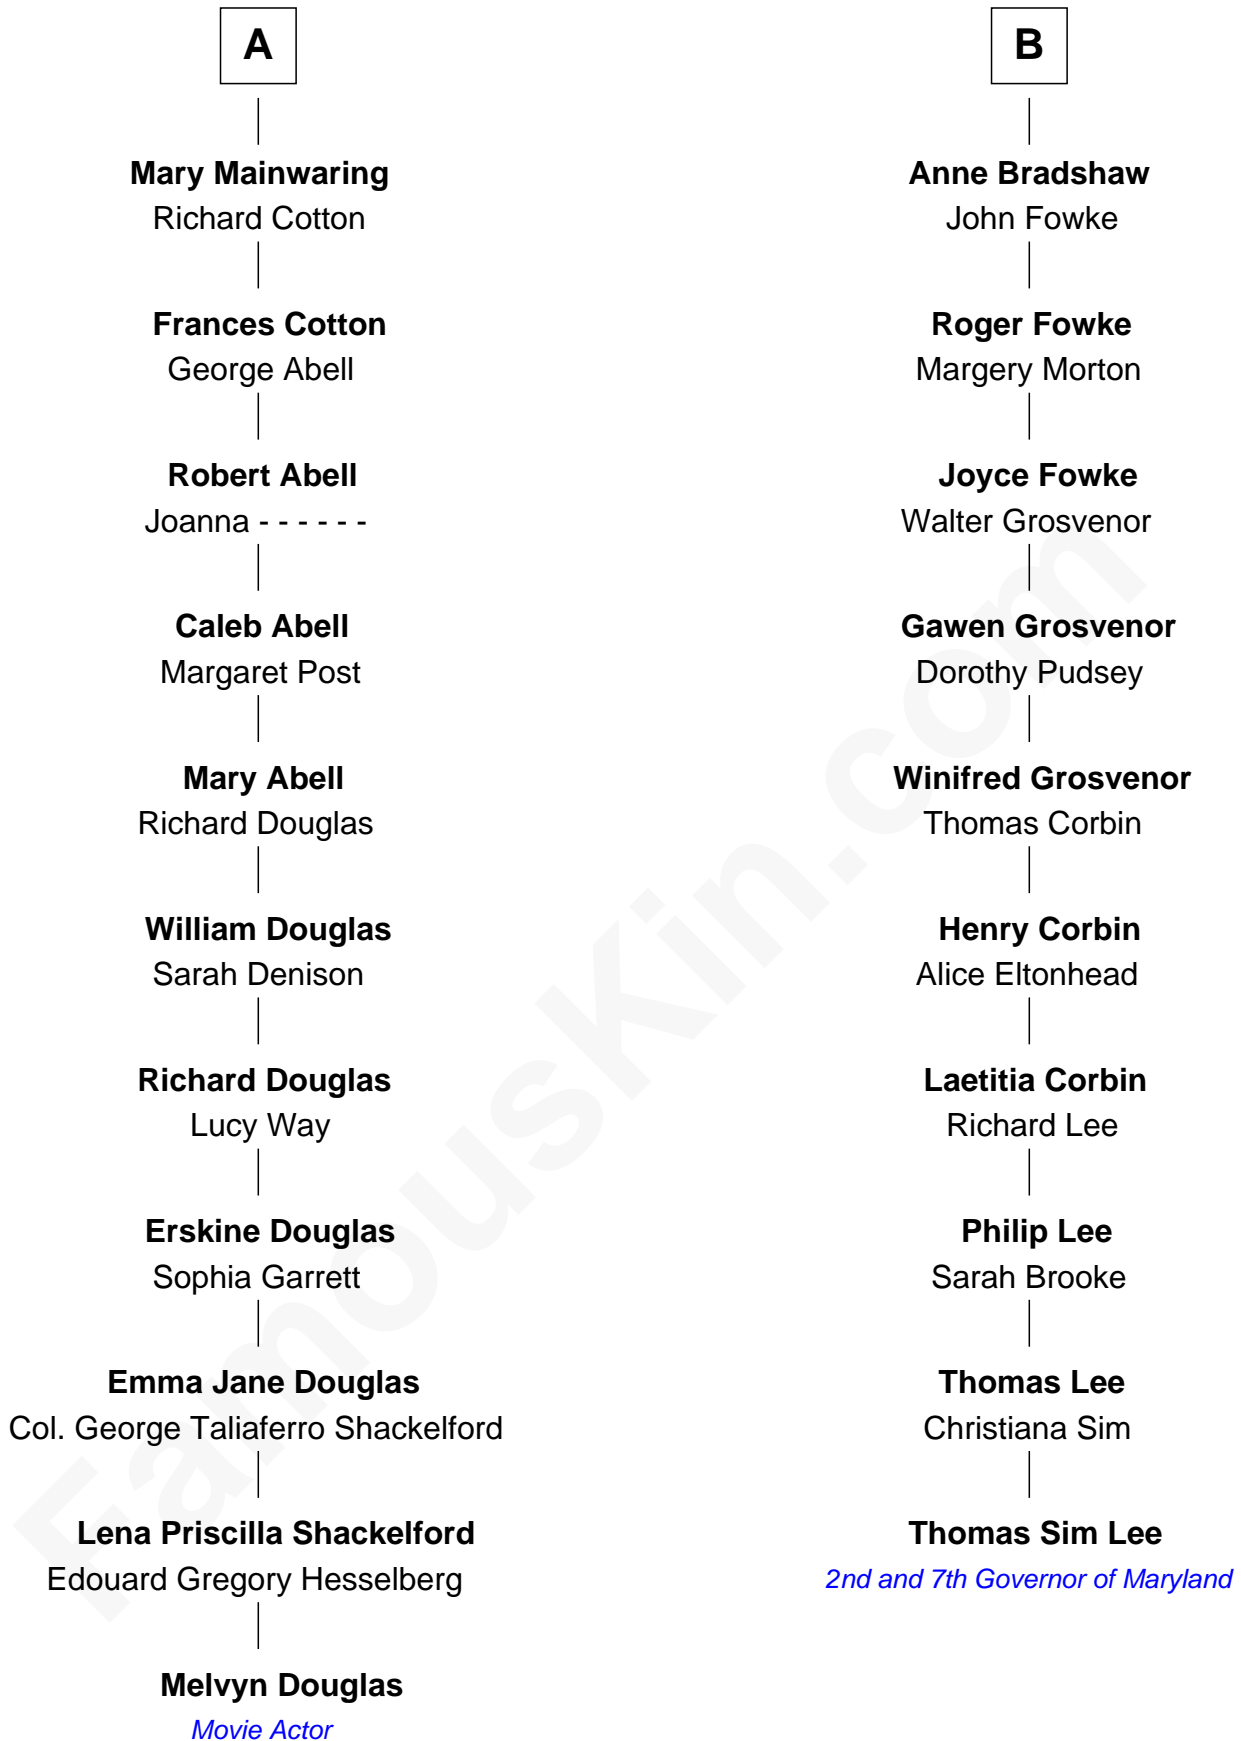 A
Mary Mainwaring
Richard Cotton
Frances Cotton
George Abell
Robert Abell
Joanna - - - - - -
Caleb Abell
Margaret Post
Mary Abell
Richard Douglas
William Douglas
Sarah Denison
Richard Douglas
Lucy Way
Erskine Douglas
Sophia Garrett
Emma Jane Douglas
Col. George Taliaferro Shackelford
Lena Priscilla Shackelford
Edouard Gregory Hesselberg
Melvyn Douglas
Movie Actor
B
Anne Bradshaw
John Fowke
Roger Fowke
Margery Morton
Joyce Fowke
Walter Grosvenor
Gawen Grosvenor
Dorothy Pudsey
Winifred Grosvenor
Thomas Corbin
Henry Corbin
Alice Eltonhead
Laetitia Corbin
Richard Lee
Philip Lee
Sarah Brooke
Thomas Lee
Christiana Sim
Thomas Sim Lee
2nd and 7th Governor of Maryland
FamousKin.com